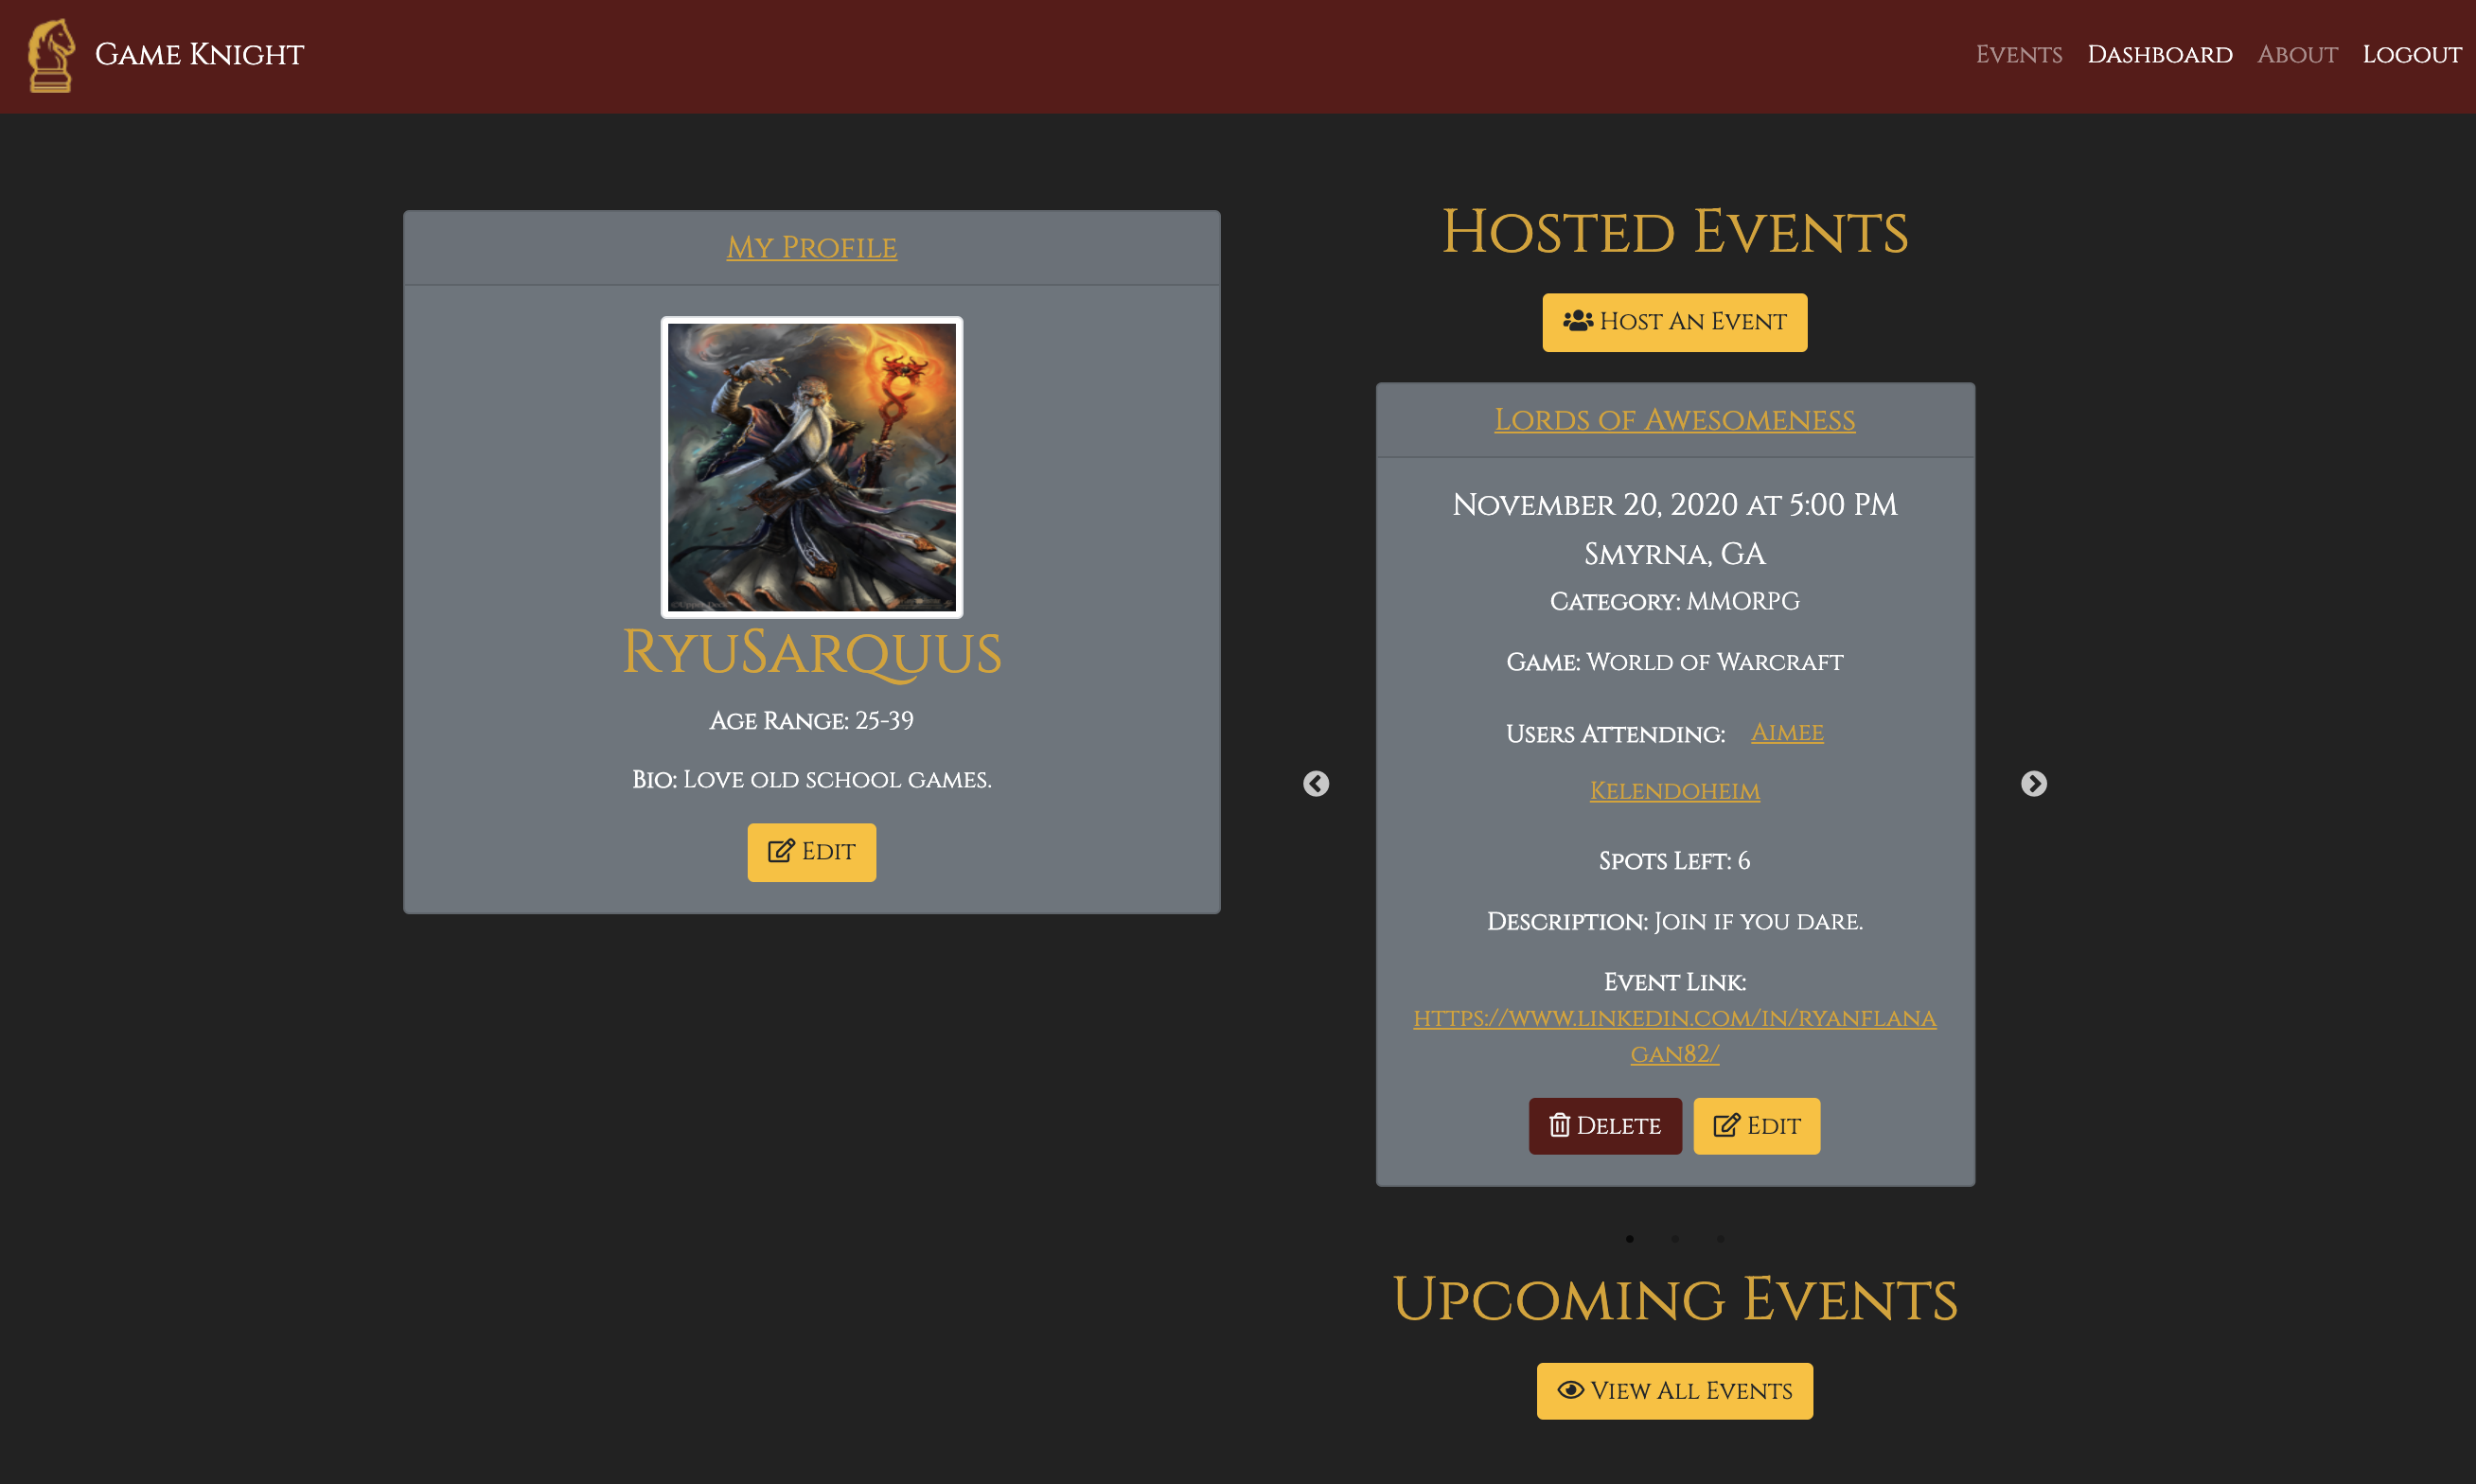 Game Knight
Events Dashboard About Logout
My Profile
RyuSarquus
Age Range: 25-39
Bio: Love old school games.
Edit
Hosted Events
Host An Event
Lords of Awesomeness
November 20, 2020 at 5:00 PM
Smyrna, GA
Category: MMORPG
Game: World of Warcraft
Users Attending: Aimee
Kelendoheim
Spots Left: 6
Description: Join if you dare.
Event Link:
https://www.linkedin.com/in/ryanflana
gan82/
Delete Edit
Upcoming Events
View All Events